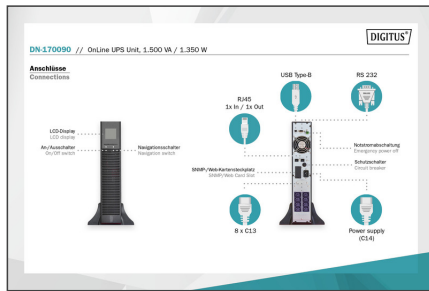 DIGITUS®
DN-170090 // OnLine UPS Unit, 1.500 VA / 1.350 W
Anschlüsse
Connections
USB Type-B
RS 232
RJ45
1x In / 1x Out
LCD-Display
LCD display
An/Ausschalter
On/Off switch
Navigationsschalter
Navigation switch
Notstromabschaltung
Emergency power off
Schutzschalter
Circuit breaker
SNMP/Web-Kartensteckplatz
SNMP/Web Card Slot
8 x C13
Power supply
(C14)